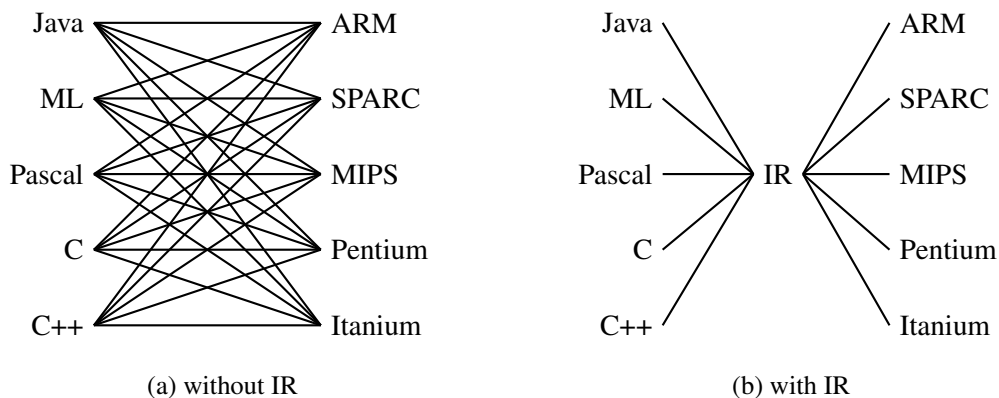 Java ARM Java ARM
ML SPARC ML SPARC
Pascal MIPS Pascal IR MIPS
C Pentium C Pentium
C++ Itanium C++ Itanium
(a) without IR (b) with IR